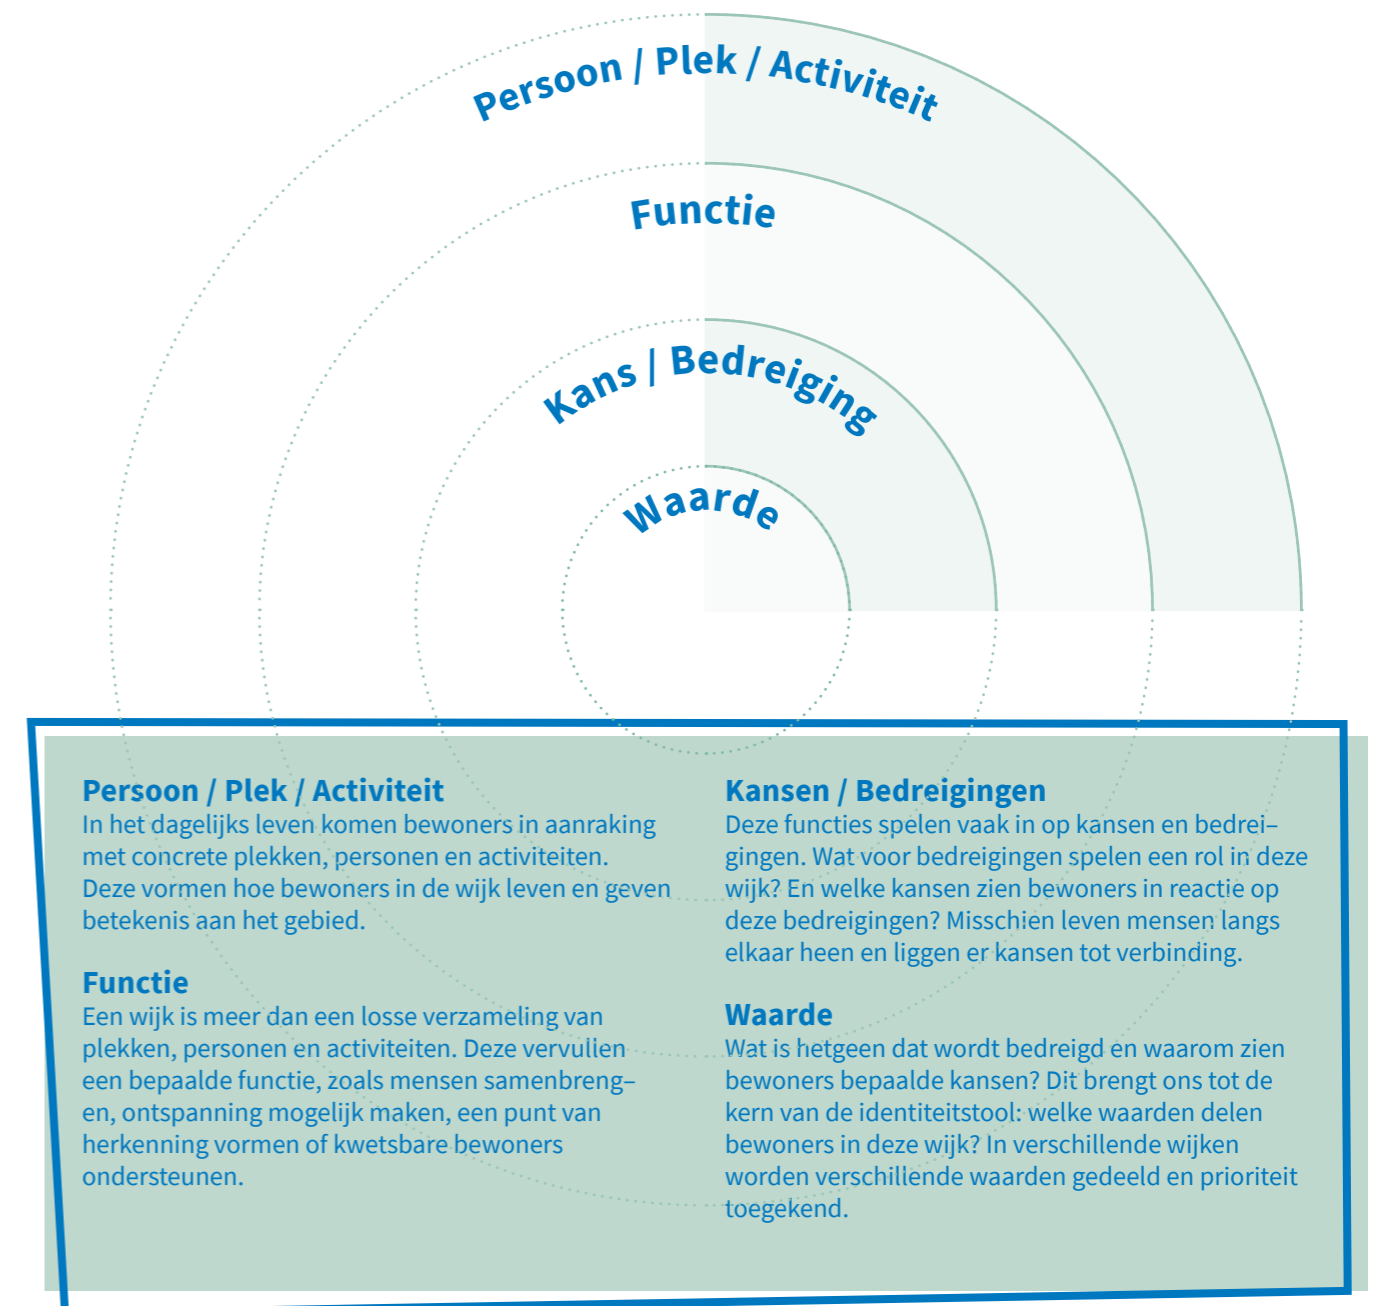 Persoon / Plek / Activiteit
Functie
Kans / Bedreiging
Waarde
Persoon / Plek / Activiteit
In het dagelijks leven komen bewoners in aanraking
met concrete plekken, personen en activiteiten.
Deze vormen hoe bewoners in de wijk leven en geven
betekenis aan het gebied.
Functie
Een wijk is meer dan een losse verzameling van
plekken, personen en activiteiten. Deze vervullen
een bepaalde functie, zoals mensen samenbreng–
en, ontspanning mogelijk maken, een punt van
herkenning vormen of kwetsbare bewoners
ondersteunen.
Kansen / Bedreigingen
Deze functies spelen vaak in op kansen en bedrei–
gingen. Wat voor bedreigingen spelen een rol in deze
wijk? En welke kansen zien bewoners in reactie op
deze bedreigingen? Misschien leven mensen langs
elkaar heen en liggen er kansen tot verbinding.
Waarde
Wat is hetgeen dat wordt bedreigd en waarom zien
bewoners bepaalde kansen? Dit brengt ons tot de
kern van de identiteitstool: welke waarden delen
bewoners in deze wijk? In verschillende wijken
worden verschillende waarden gedeeld en prioriteit
toegekend.